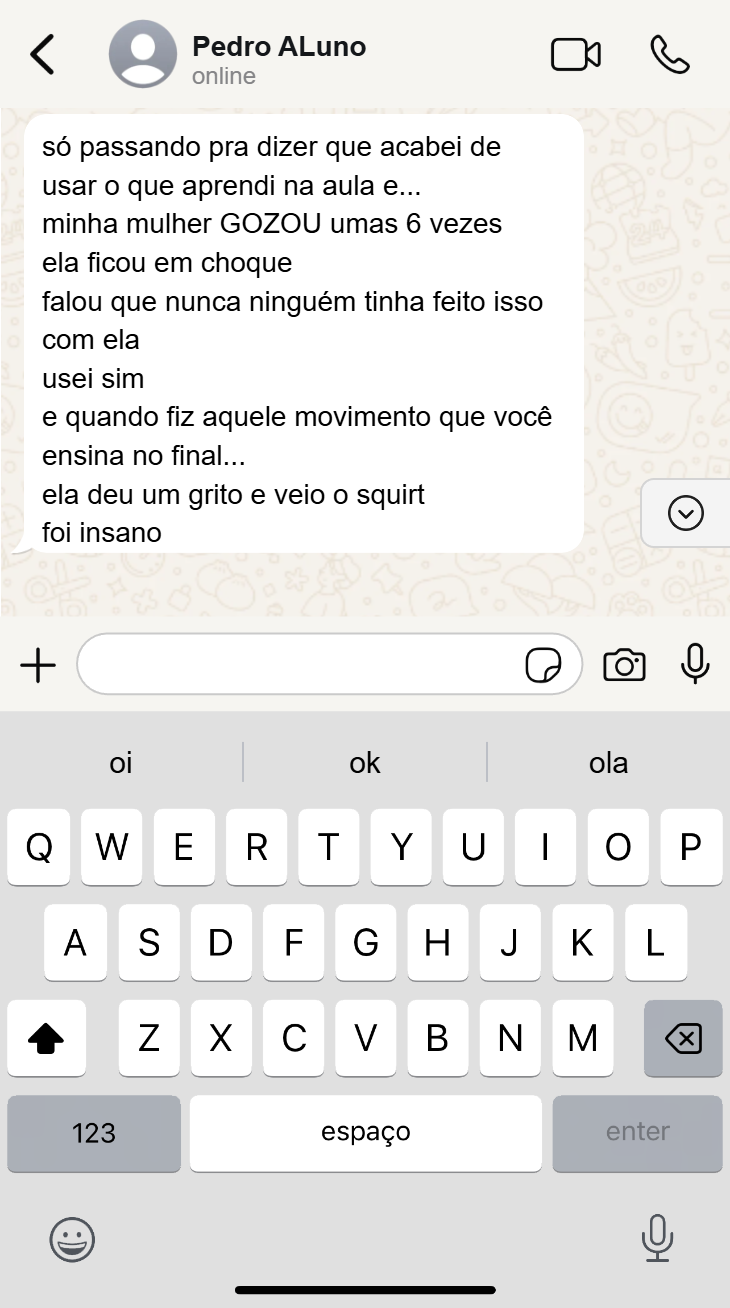 Pedro ALuno
online
só passando pra dizer que acabei de
usar o que aprendi na aula e...
minha mulher GOZOU umas 6 vezes
ela ficou em choque
falou que nunca ninguém tinha feito isso
com ela
usei sim
e quando fiz aquele movimento que você
ensina no final...
ela deu um grito e veio o squirt
foi insano
oi ok ola
Q W E R T Y U I O P
A S D F G H J K L
Z X C V B N M
123 espaço enter